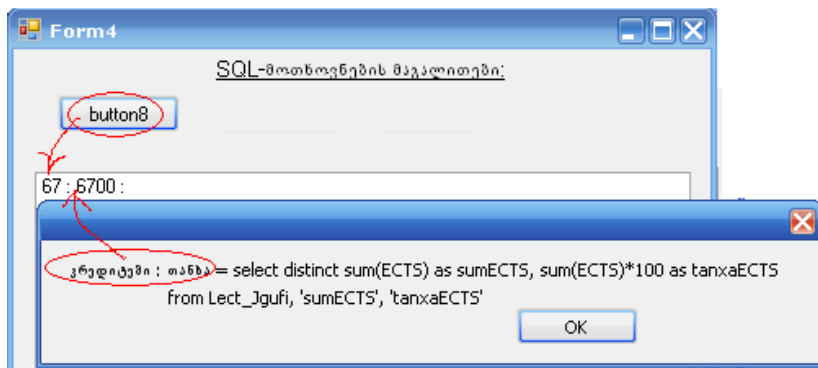 Form4
SQL-მოთხოვნების მაგალითები:
button8
67 : 6700 :
კრედიტები : თანხა = select distinct sum(ECTS) as sumECTS, sum(ECTS)*100 as tanxaECTS
from Lect_Jgufi, 'sumECTS', 'tanxaECTS'
OK